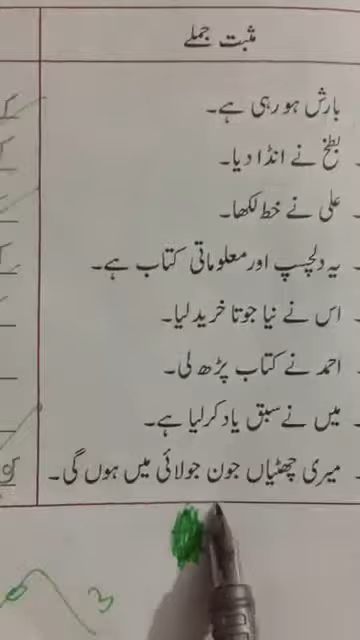 مثبت جملے
بارش ہو رہی ہے۔
بطخ نے انڈا دیا۔
علی نے خط لکھا۔
یہ دلچسپ اور معلوماتی کتاب ہے۔
اس نے نیا جوتا خرید لیا۔
احمد نے کتاب پڑھ لی۔
میں نے سبق یاد کر لیا ہے۔
میری چھٹیاں جون جولائی میں ہوں گی۔